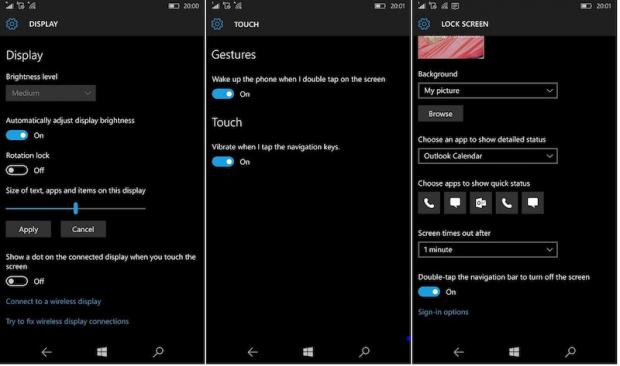 20:00
DISPLAY
Display
Brightness level
Medium
Automatically adjust display brightness
On
Rotation lock
Off
Size of text, apps and items on this display
Apply
Cancel
Show a dot on the connected display when you touch the
screen
Off
Connect to a wireless display
Try to fix wireless display connections
20:01
TOUCH
Gestures
Wake up the phone when I double tap on the screen
On
Touch
Vibrate when I tap the navigation keys.
On
20:01
LOCK SCREEN
Background
My picture
Browse
Choose an app to show detailed status
Outlook Calendar
Choose apps to show quick status
Screen times out after
1 minute
Double-tap the navigation bar to turn off the screen
On
Sign-in options